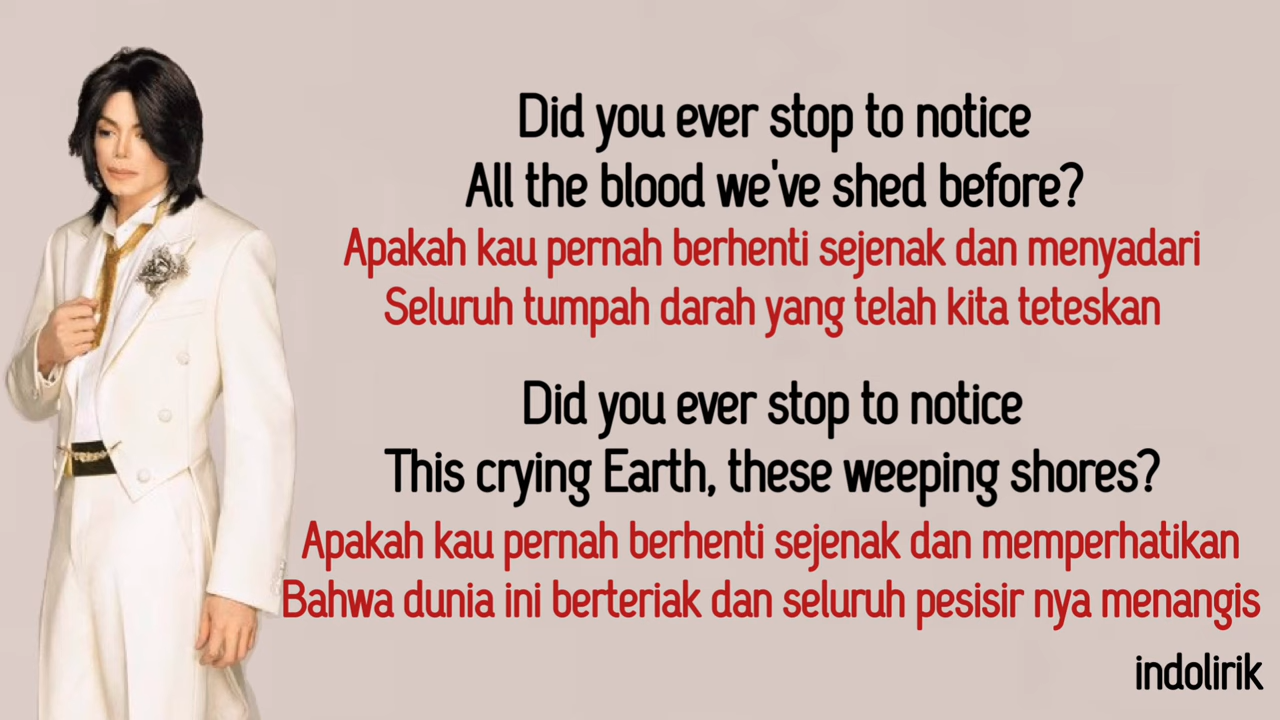 Did you ever stop to notice
All the blood we've shed before?
Apakah kau pernah berhenti sejenak dan menyadari
Seluruh tumpah darah yang telah kita teteskan
Did you ever stop to notice
This crying Earth, these weeping shores?
Apakah kau pernah berhenti sejenak dan memperhatikan
Bahwa dunia ini berteriak dan seluruh pesisir nya menangis
indolirik